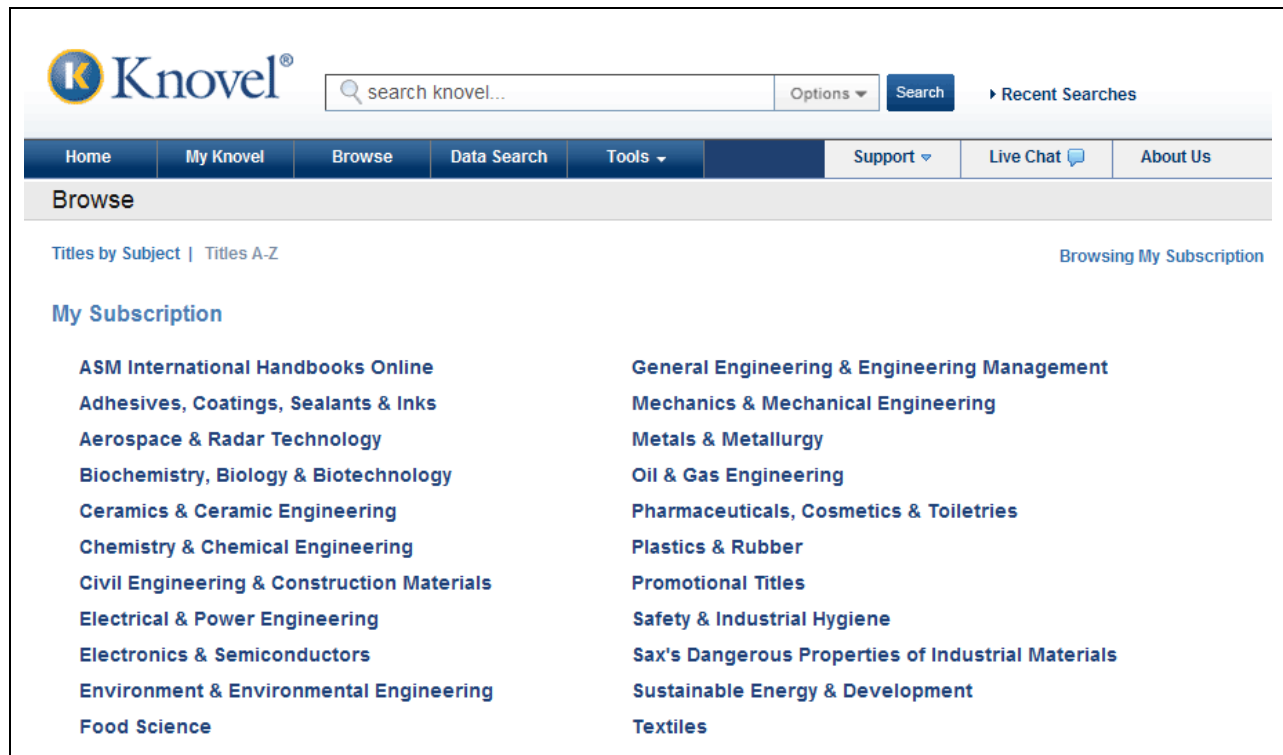 K Knovel®
search knovel...
Options
Search
Recent Searches
Home
My Knovel
Browse
Data Search
Tools
Support
Live Chat
About Us
Browse
Titles by Subject | Titles A-Z
Browsing My Subscription
My Subscription
ASM International Handbooks Online
Adhesives, Coatings, Sealants & Inks
Aerospace & Radar Technology
Biochemistry, Biology & Biotechnology
Ceramics & Ceramic Engineering
Chemistry & Chemical Engineering
Civil Engineering & Construction Materials
Electrical & Power Engineering
Electronics & Semiconductors
Environment & Environmental Engineering
Food Science
General Engineering & Engineering Management
Mechanics & Mechanical Engineering
Metals & Metallurgy
Oil & Gas Engineering
Pharmaceuticals, Cosmetics & Toiletries
Plastics & Rubber
Promotional Titles
Safety & Industrial Hygiene
Sax's Dangerous Properties of Industrial Materials
Sustainable Energy & Development
Textiles